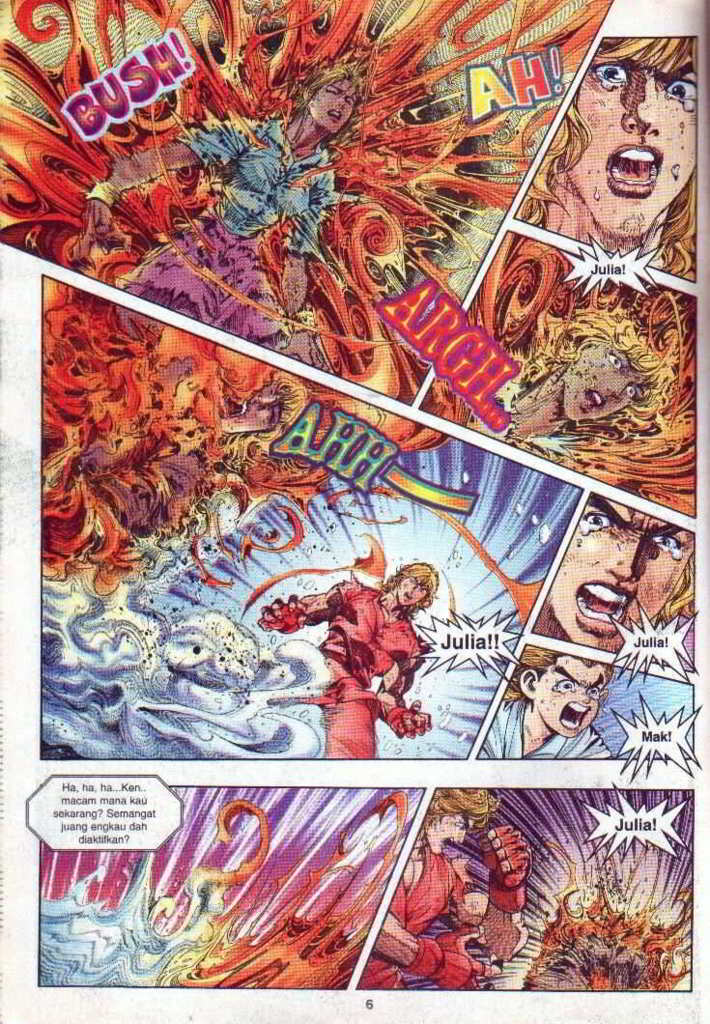 BUSH!
AH!
Julia!
ARGH...
AHH
Julia!!
Julia!
Mak!
Ha, ha, ha...Ken..
macam mana kau
sekarang? Semangat
juang engkau dah
diaktifkan?
Julia!
6